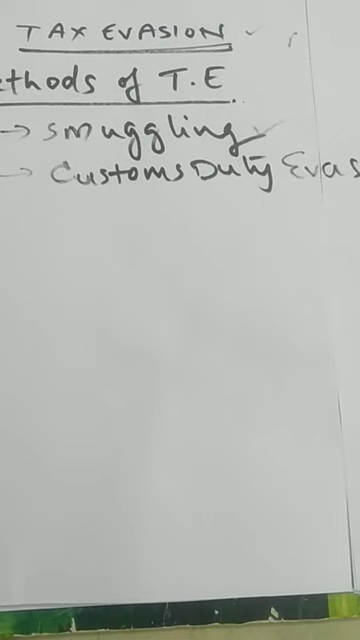 TAX EVASION
ethods of T.E
→ Smuggling
→ Customs Duty Evas